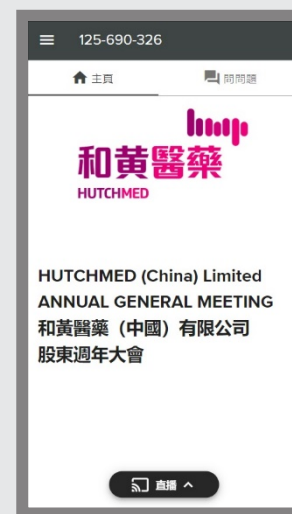 125-690-326
主頁 問問題
和黄醫藥
HUTCHMED
HUTCHMED (China) Limited
ANNUAL GENERAL MEETING
和黃醫藥（中國）有限公司
股東週年大會
直播